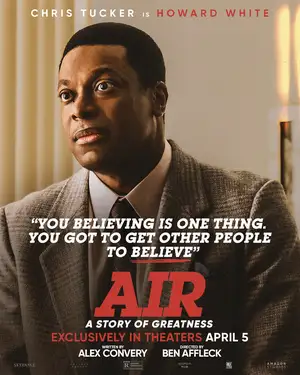 CHRIS TUCKER IS HOWARD WHITE
“YOU BELIEVING IS ONE THING.
YOU GOT TO GET OTHER PEOPLE
TO BELIEVE”
AIR
A STORY OF GREATNESS
EXCLUSIVELY IN THEATERS APRIL 5
WRITTEN BY
ALEX CONVERY
DIRECTED BY
BEN AFFLECK